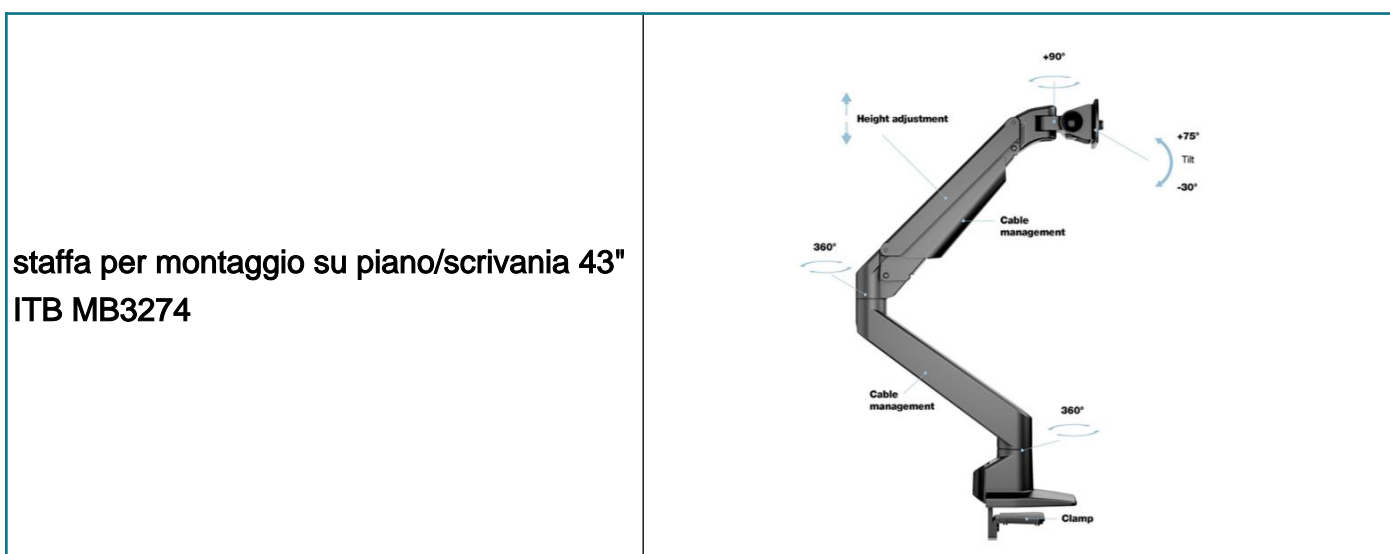 staffa per montaggio su piano/scrivania 43"
ITB MB3274
+90°
Height adjustment
+75°
Tilt
-30°
Cable
management
360°
Cable
management
360°
Clamp